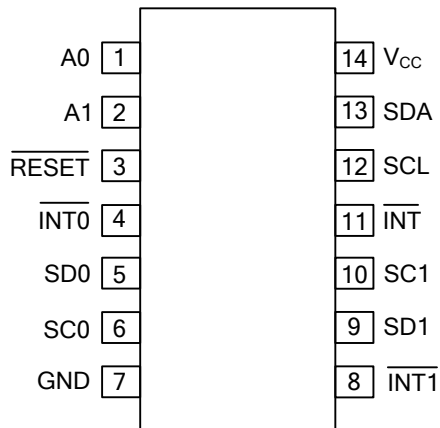 A0 1 14 VCC
A1 2 13 SDA
RESET 3 12 SCL
INT0 4 11 INT
SD0 5 10 SC1
SC0 6 9 SD1
GND 7 8 INT1